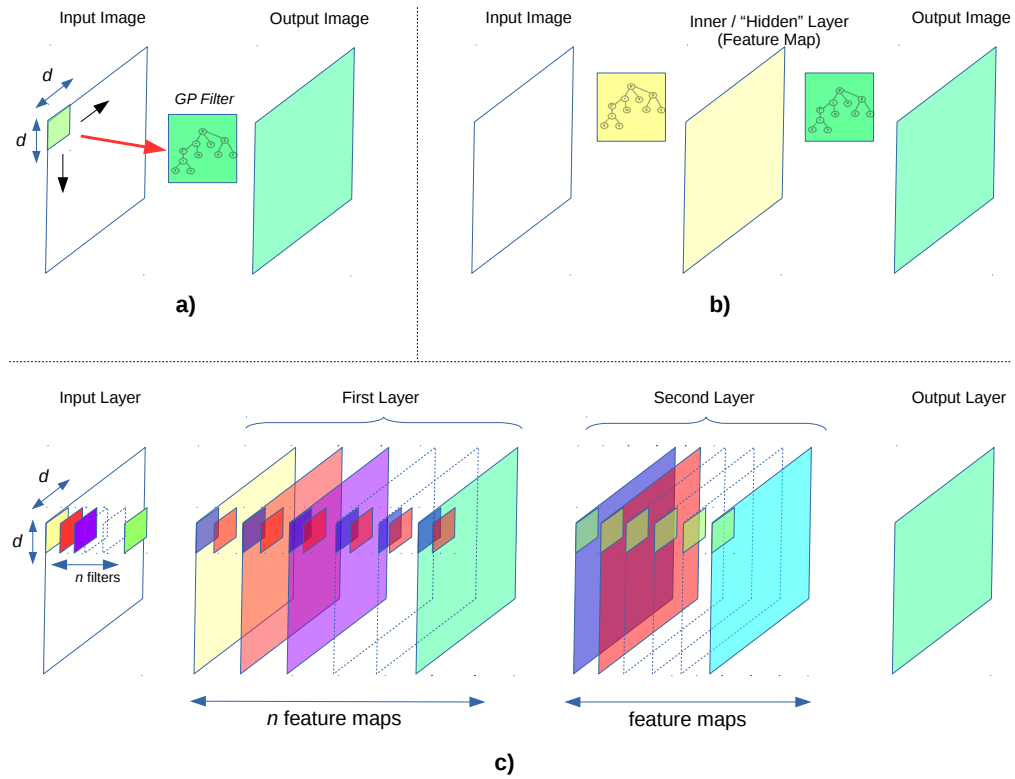 Input Image
Output Image
d
d
GP Filter
a)
Input Image
Inner / “Hidden” Layer
(Feature Map)
Output Image
b)
Input Layer
First Layer
Second Layer
Output Layer
d
d
n filters
n feature maps
feature maps
c)